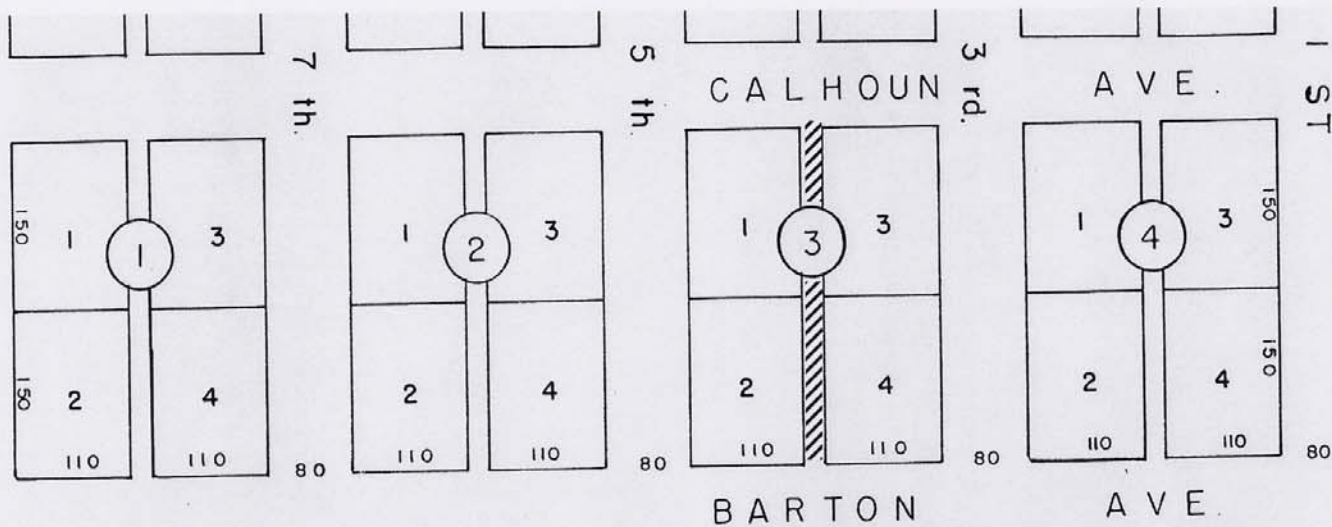 7 th.
5 th.
3 rd.
1 ST
CALHOUN AVE.
150 1 1 3
1 2 3
1 3 3
1 4 3 150
150 2 4
2 4
2 4
2 4 150
110 110 80
110 110 80
110 110 80
110 110 80
BARTON AVE.